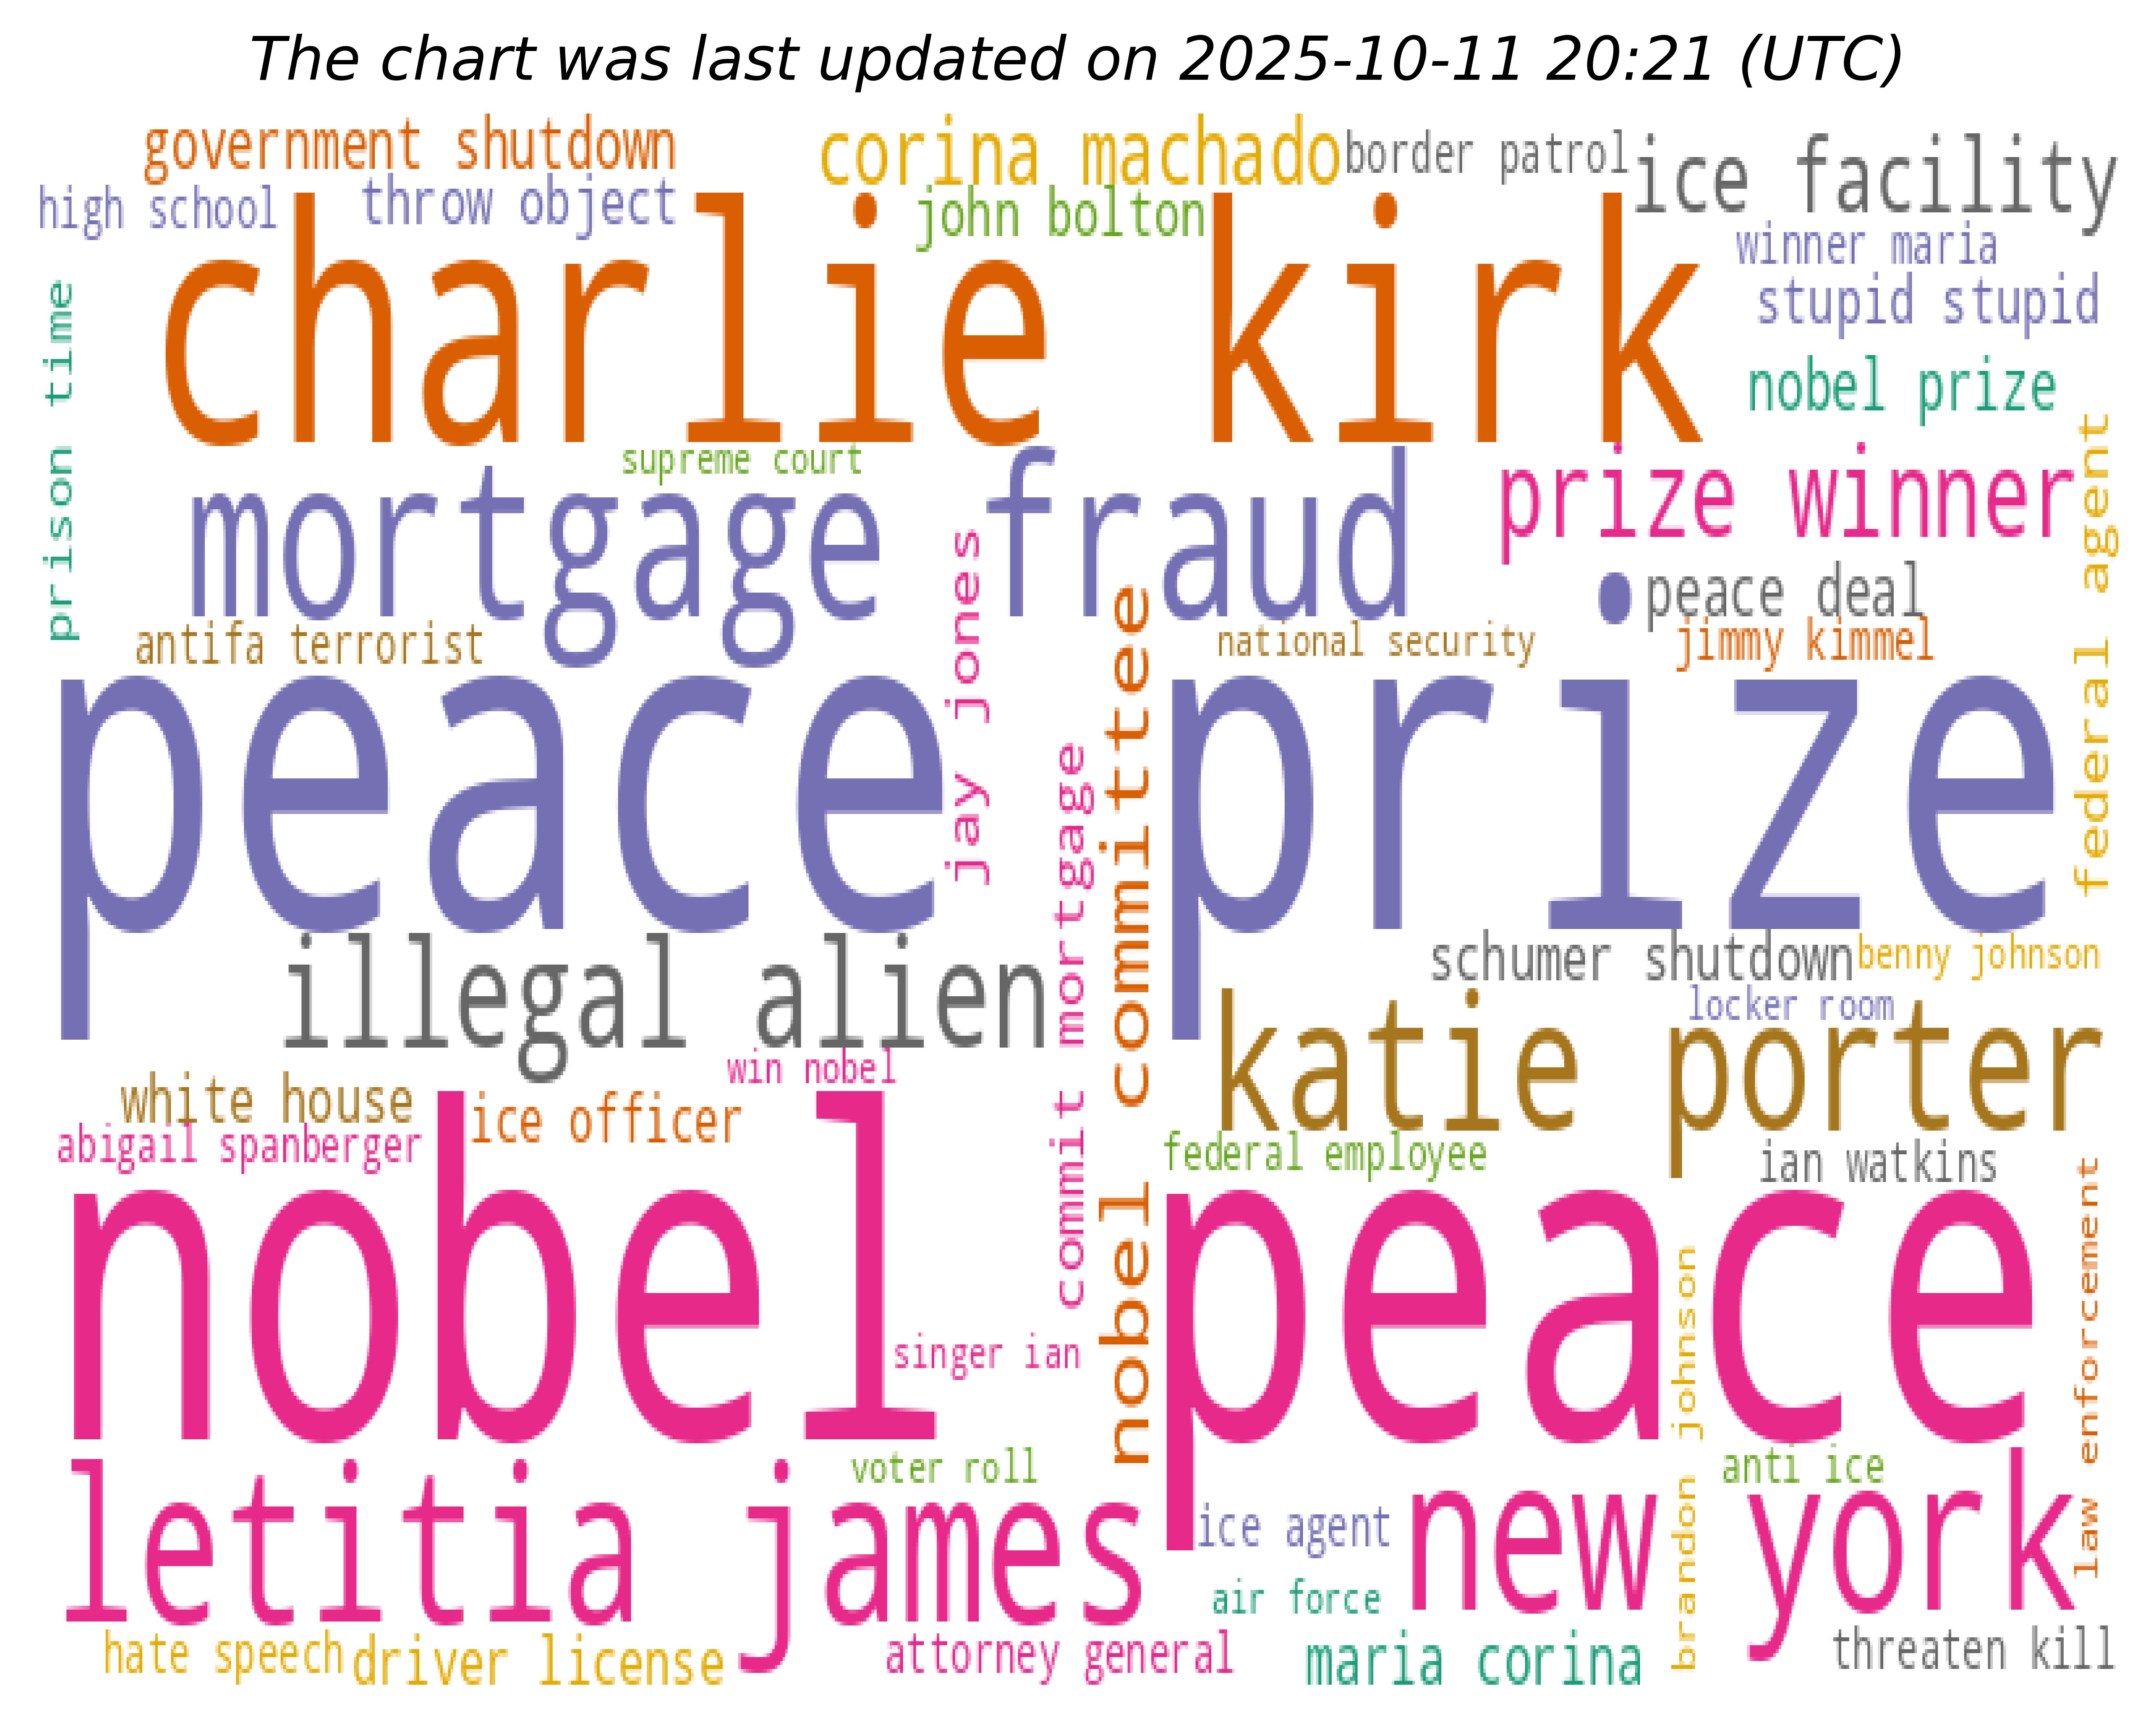 The chart was last updated on 2025-10-11 20:21 (UTC)
government shutdown
corina machado
border patrol
ice facility
high school
throw object
john bolton
winner maria
charlie kirk
stupid stupid
prison time
nobel prize
supreme court
mortgage fraud
prize winner
federal agent
peace deal
antifa terrorist
jay jones
national security
jimmy kimmel
peace prize
commit mortgage
nobel committee
illegal alien
schumer shutdown
benny johnson
locker room
katie porter
win nobel
white house
ice officer
abigail spanberger
federal employee
ian watkins
nobel peace
law enforcement
singer ian
brandon johnson
voter roll
anti ice
letitia james
ice agent
new york
air force
hate speech
driver license
attorney general
maria corina
threaten kill